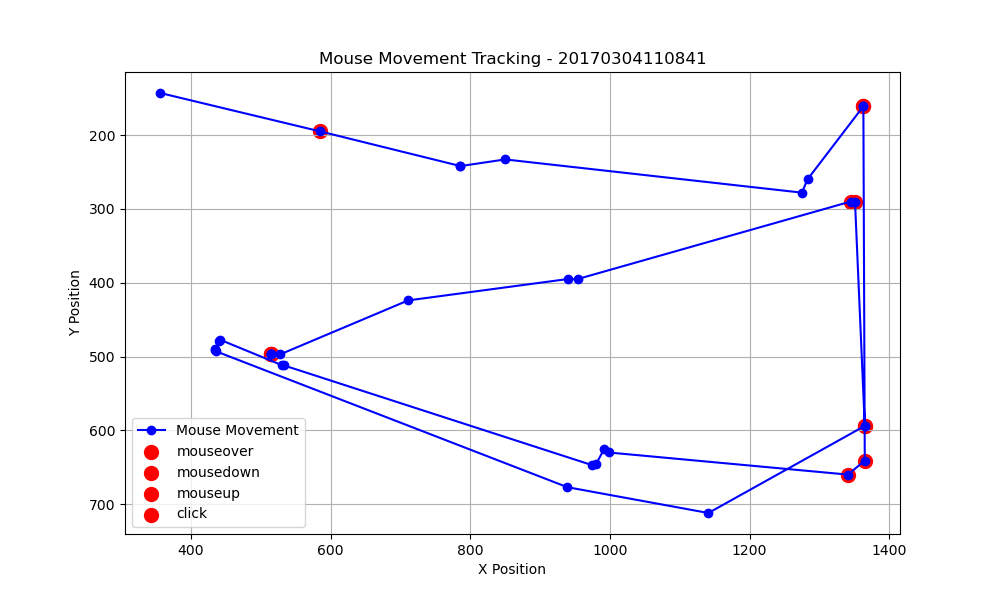 Mouse Movement Tracking - 20170304110841
Y Position
200
300
400
500
600
700
Mouse Movement
mouseover
mousedown
mouseup
click
400
600
800
1000
1200
1400
X Position